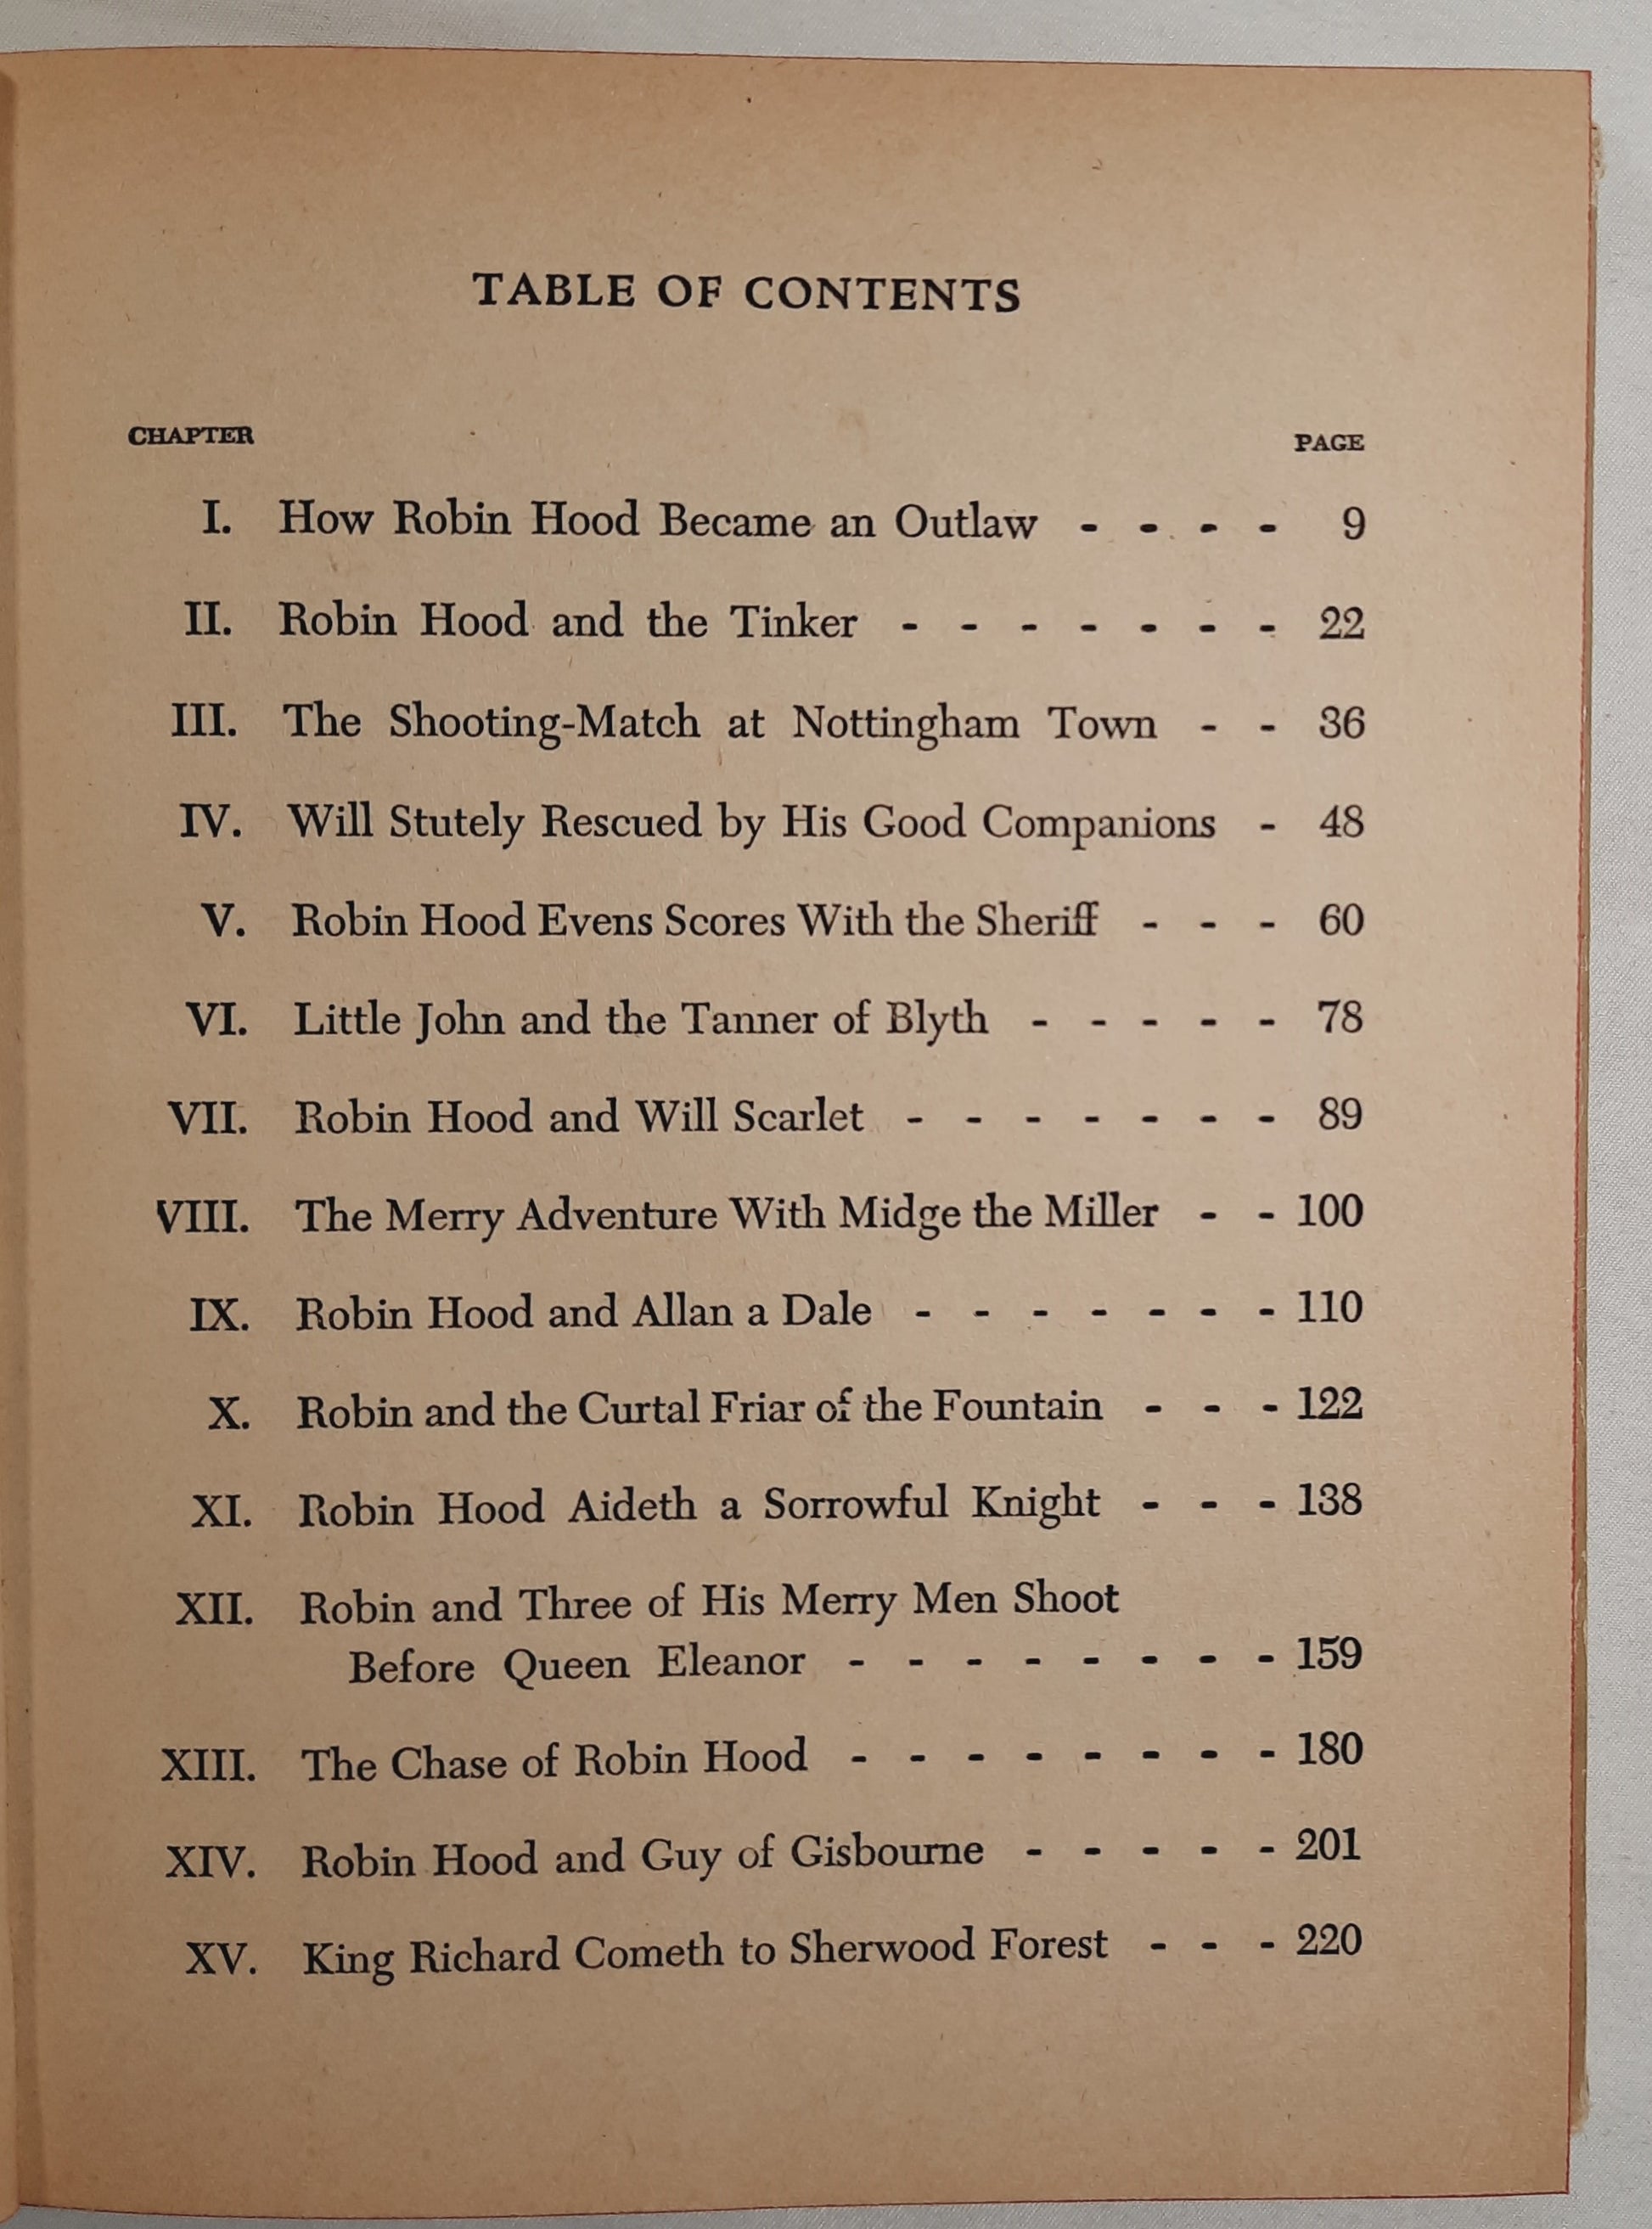 TABLE OF CONTENTS
CHAPTER PAGE
I. How Robin Hood Became an Outlaw - - - - 9
II. Robin Hood and the Tinker - - - - - - - 22
III. The Shooting-Match at Nottingham Town - - 36
IV. Will Stutely Rescued by His Good Companions - 48
V. Robin Hood Evens Scores With the Sheriff - - - 60
VI. Little John and the Tanner of Blyth - - - - - 78
VII. Robin Hood and Will Scarlet - - - - - - - 89
VIII. The Merry Adventure With Midge the Miller - - 100
IX. Robin Hood and Allan a Dale - - - - - - - 110
X. Robin and the Curtal Friar of the Fountain - - - 122
XI. Robin Hood Aideth a Sorrowful Knight - - - 138
XII. Robin and Three of His Merry Men Shoot
Before Queen Eleanor - - - - - - - - 159
XIII. The Chase of Robin Hood - - - - - - - - 180
XIV. Robin Hood and Guy of Gisbourne - - - - - 201
XV. King Richard Cometh to Sherwood Forest - - - 220